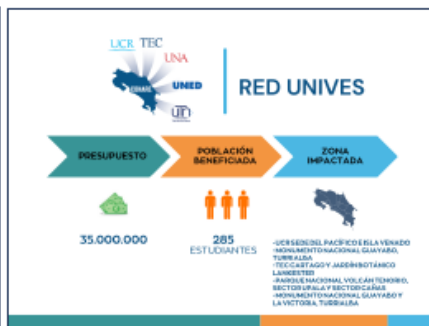 UCR TEC
UNA
CONARE
UNED
UTN
RED UNIVES
PRESUPUESTO
POBLACIÓN
BENEFICIADA
ZONA
IMPACTADA
35.000.000
285
ESTUDIANTES
-UCR SEDE DEL PACÍFICO E ISLA VENADO
-MONUMENTO NACIONAL GUAYABO,
TURRIALBA
-TEC CARTAGO Y JARDÍN BOTÁNICO
LANKESTER
-PARQUE NACIONAL VOLCÁN TENORIO,
SECTOR UPALA Y SECTOR CAÑAS
-MONUMENTO NACIONAL GUAYABO Y
LA VICTORIA, TURRIALBA